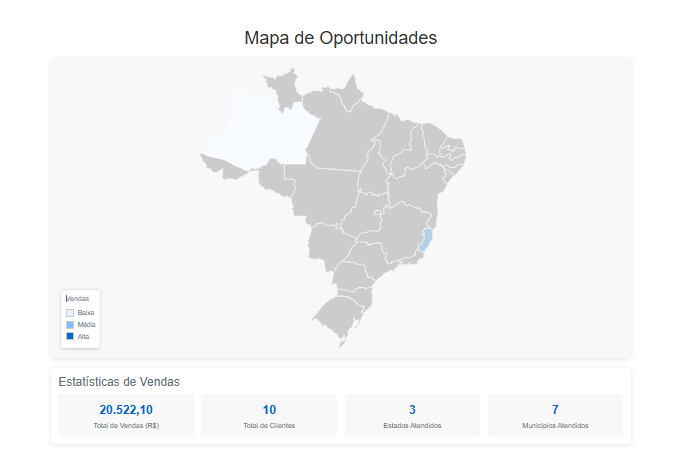 Mapa de Oportunidades
Vendas
Baixa
Média
Alta
Estatísticas de Vendas
20.522,10
Total de Vendas (R$)
10
Total de Clientes
3
Estados Atendidos
7
Municípios Atendidos